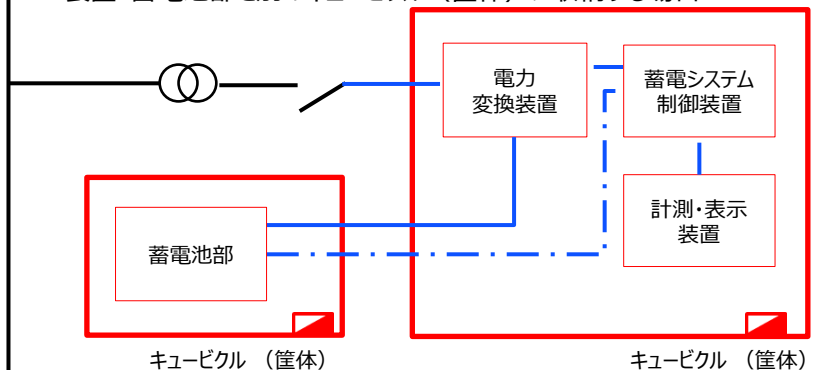 電力
変換装置
蓄電システム
制御装置
計測・表示
装置
蓄電池部
キュービクル （筐体）
キュービクル （筐体）